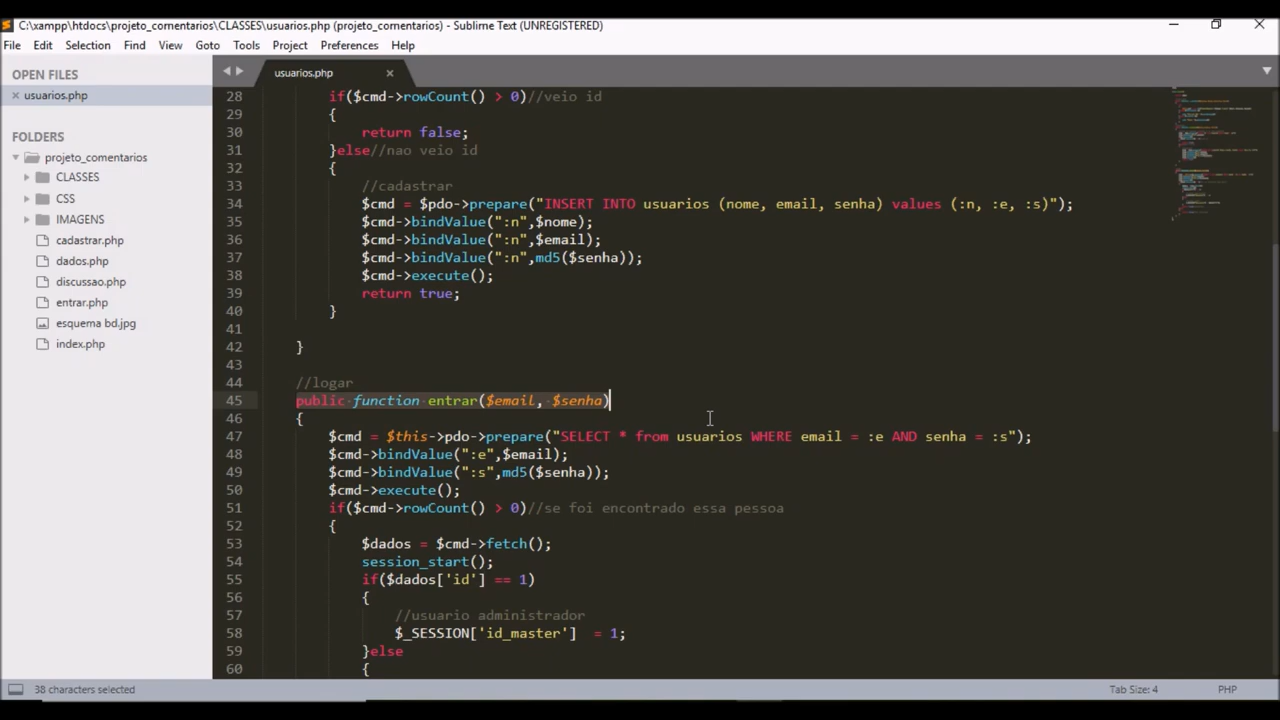 C:\xampp\htdocs\projeto_comentarios\CLASSES\usuarios.php (projeto_comentarios) - Sublime Text (UNREGISTERED)
File Edit Selection Find View Goto Tools Project Preferences Help
OPEN FILES
usuarios.php
FOLDERS
projeto_comentarios
CLASSES
CSS
IMAGENS
cadastrar.php
dados.php
discussao.php
entrar.php
esquema bd.jpg
index.php
usuarios.php
28 if($cmd->rowCount() > 0)//veio id
29 {
30 return false;
31 }else//nao veio id
32 {
33 //cadastrar
34 $cmd = $pdo->prepare("INSERT INTO usuarios (nome, email, senha) values (:n, :e, :s)");
35 $cmd->bindValue(":n",$nome);
36 $cmd->bindValue(":n",$email);
37 $cmd->bindValue(":n",md5($senha));
38 $cmd->execute();
39 return true;
40 }
41
42 }
43
44 //logar
45 public function entrar($email, $senha)
46 {
47 $cmd = $this->pdo->prepare("SELECT * from usuarios WHERE email = :e AND senha = :s");
48 $cmd->bindValue(":e",$email);
49 $cmd->bindValue(":s",md5($senha));
50 $cmd->execute();
51 if($cmd->rowCount() > 0)//se foi encontrado essa pessoa
52 {
53 $dados = $cmd->fetch();
54 session_start();
55 if($dados['id'] == 1)
56 {
57 //usuario administrador
58 $_SESSION['id_master'] = 1;
59 }else
60 {
38 characters selected
Tab Size: 4
PHP